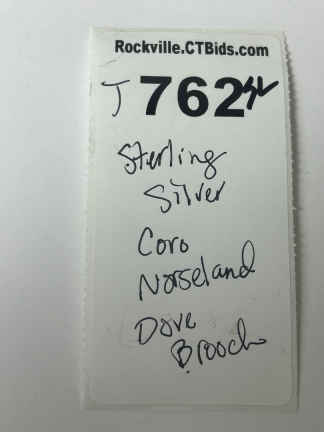 Rockville.CTBids.com
J 762
Sterling
Silver
Coro
Norseland
Dove
Brooch